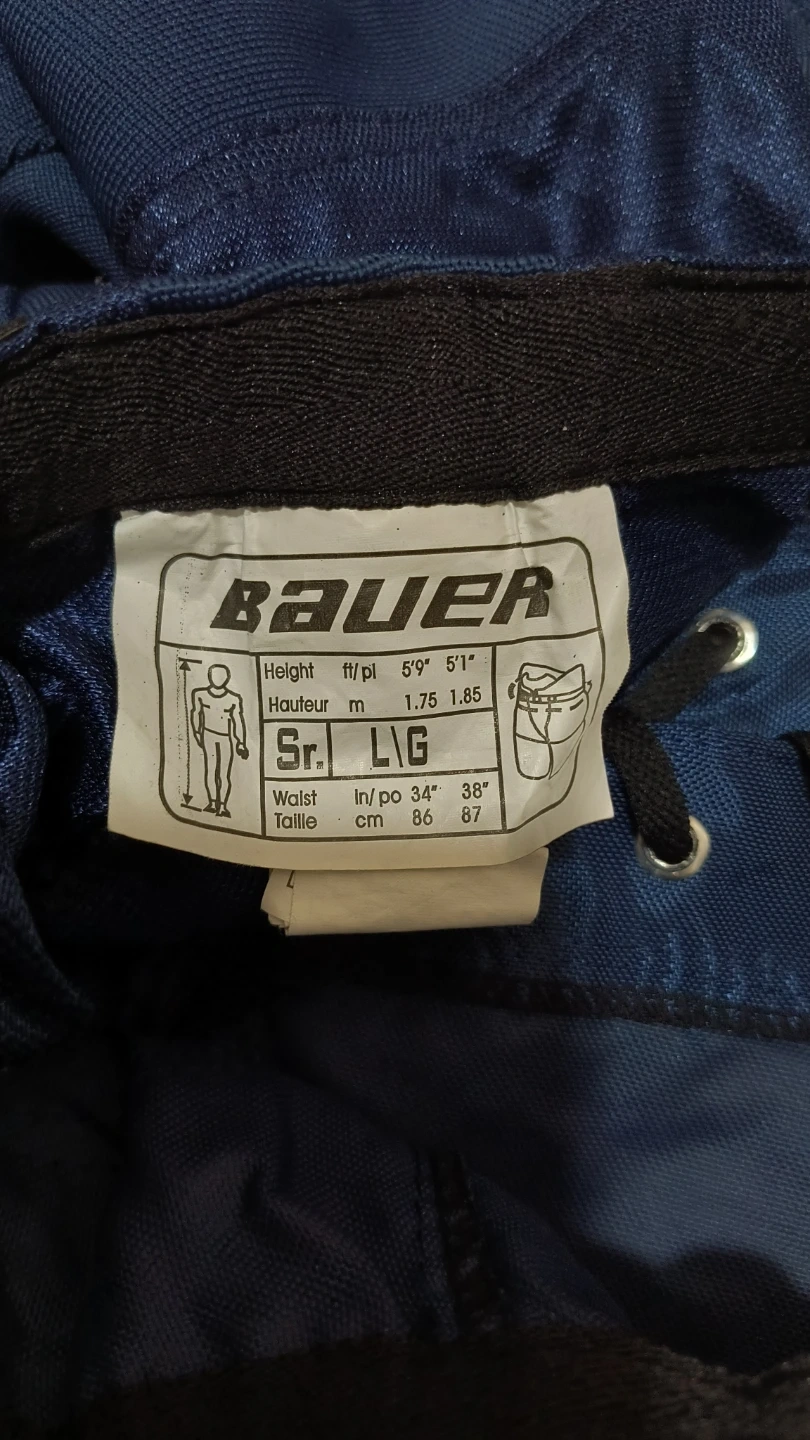 BAUER
Height ft/pi 5'9" 5'1"
Hauteur m 1.75 1.85
Sr. L\G
Waist in/po 34" 38"
Taille cm 86 87